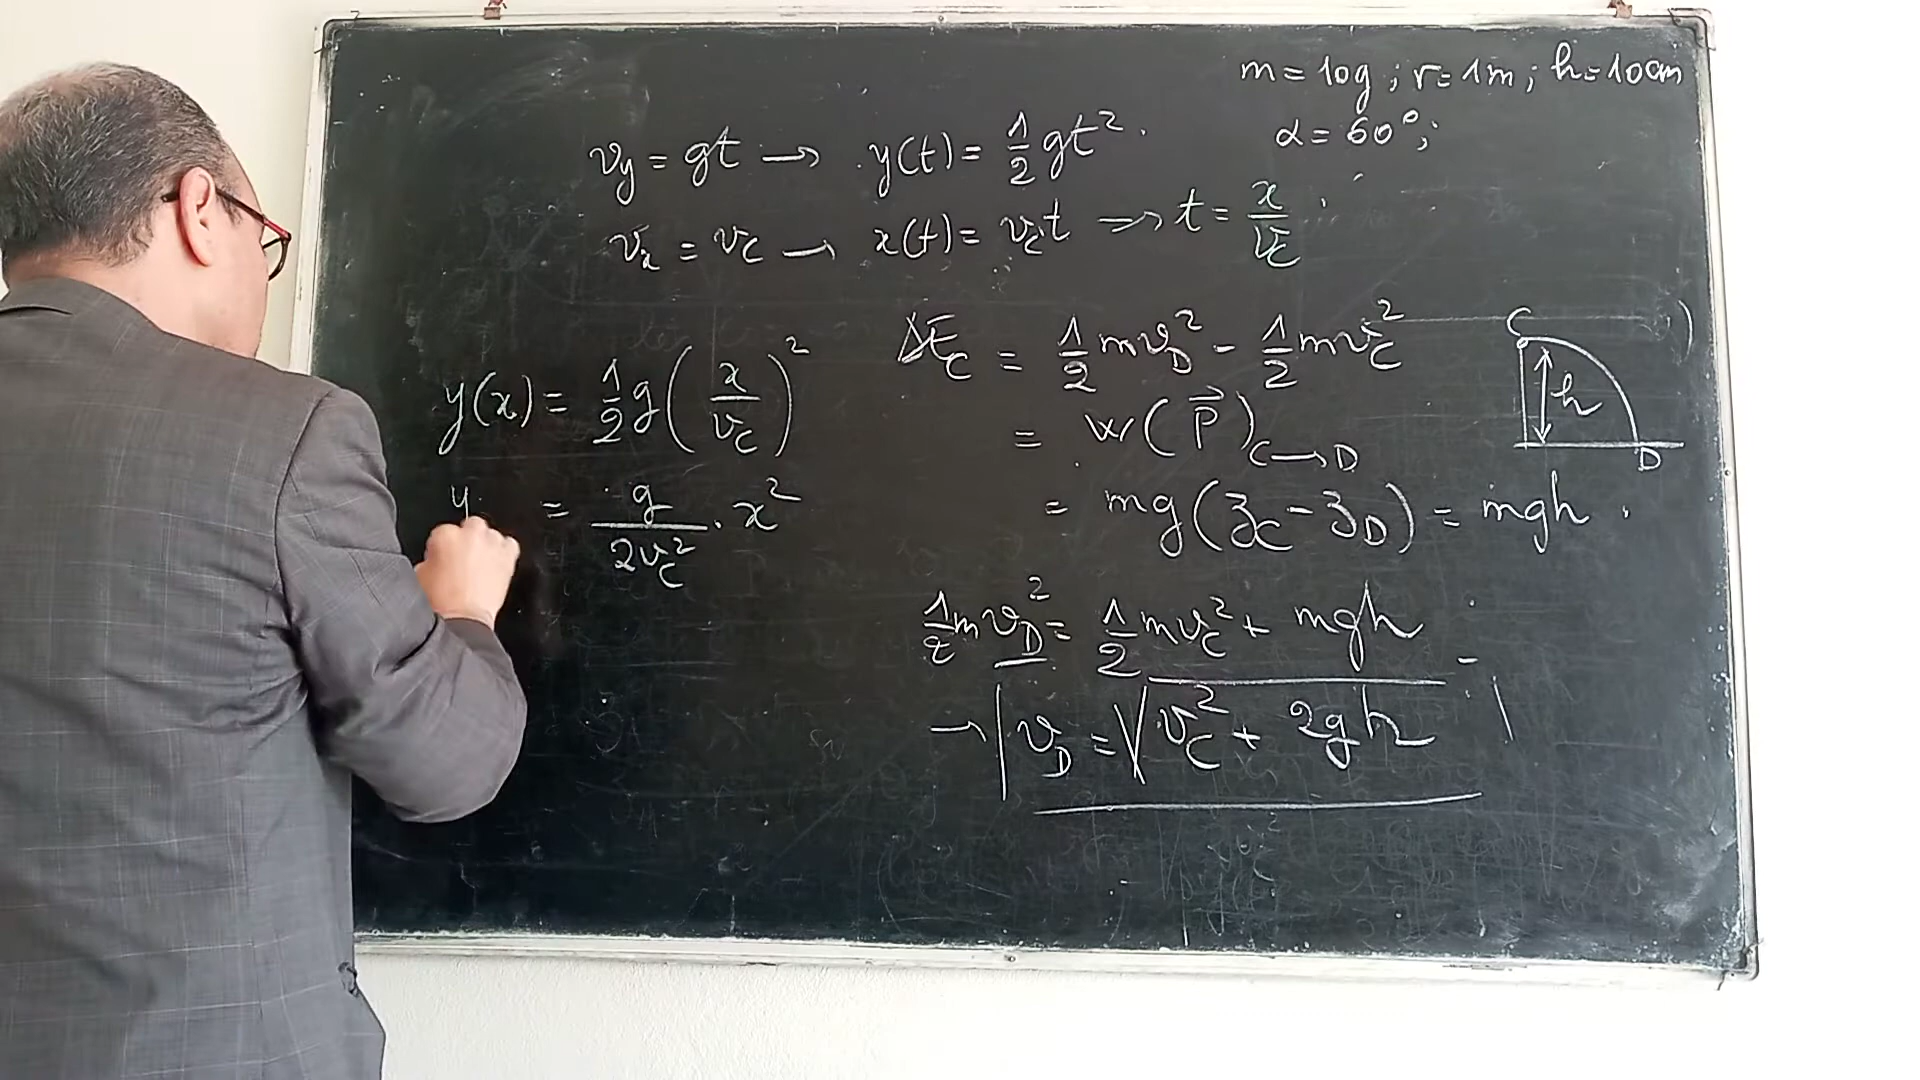 m = 10g ; r = 1m ; h = 10cm
α = 60° ;
v_y = gt → y(t) = 1/2 gt² .
v_x = v_C → x(t) = v_C t ⇒ t = x/v_C
y(x) = 1/2 g (x/v_C)²
y = g/2v_C² . x²
ΔE_C = 1/2 m v_D² - 1/2 m v_C²
= W(P⃗)_C→D
= mg(z_C - z_D) = mgh .
1/2 m v_D² = 1/2 m v_C² + mgh
→ | v_D = √(v_C² + 2gh) |
C
h
D